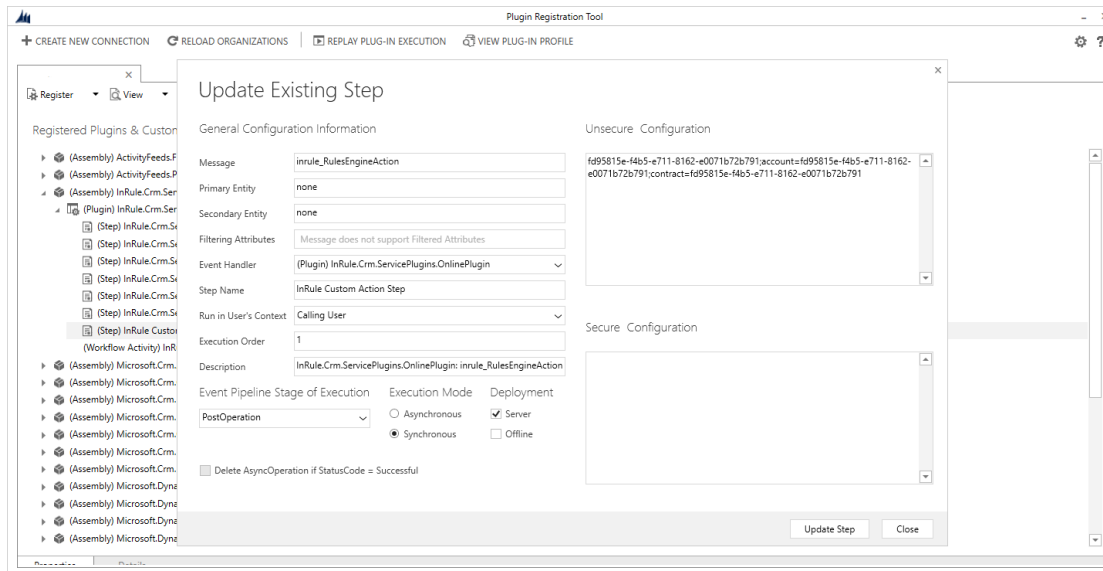 Plugin Registration Tool
CREATE NEW CONNECTION RELOAD ORGANIZATIONS REPLAY PLUG-IN EXECUTION VIEW PLUG-IN PROFILE
Register View
Registered Plugins & Custon
(Assembly) ActivityFeeds.F
(Assembly) ActivityFeeds.P
(Assembly) InRule.Crm.Ser
(Plugin) InRule.Crm.Ser
(Step) InRule.Crm.Se
(Step) InRule.Crm.Se
(Step) InRule.Crm.Se
(Step) InRule.Crm.Se
(Step) InRule.Crm.Se
(Step) InRule.Crm.Se
(Step) InRule Custor
(Workflow Activity) InR
(Assembly) Microsoft.Crm.
(Assembly) Microsoft.Crm.
(Assembly) Microsoft.Crm.
(Assembly) Microsoft.Crm.
(Assembly) Microsoft.Crm.
(Assembly) Microsoft.Crm.
(Assembly) Microsoft.Crm.
(Assembly) Microsoft.Dyna
(Assembly) Microsoft.Dyna
(Assembly) Microsoft.Dyna
(Assembly) Microsoft.Dyna
Properties Details
Update Existing Step
General Configuration Information
Message inrule_RulesEngineAction
Primary Entity none
Secondary Entity none
Filtering Attributes Message does not support Filtered Attributes
Event Handler (Plugin) InRule.Crm.ServicePlugins.OnlinePlugin
Step Name InRule Custom Action Step
Run in User's Context Calling User
Execution Order 1
Description InRule.Crm.ServicePlugins.OnlinePlugin: inrule_RulesEngineAction
Event Pipeline Stage of Execution Execution Mode Deployment
PostOperation Asynchronous Server
Synchronous Offline
Delete AsyncOperation if StatusCode = Successful
Unsecure Configuration
fd95815e-f4b5-e711-8162-e0071b72b791;account=fd95815e-f4b5-e711-8162-
e0071b72b791;contract=fd95815e-f4b5-e711-8162-e0071b72b791
Secure Configuration
Update Step Close